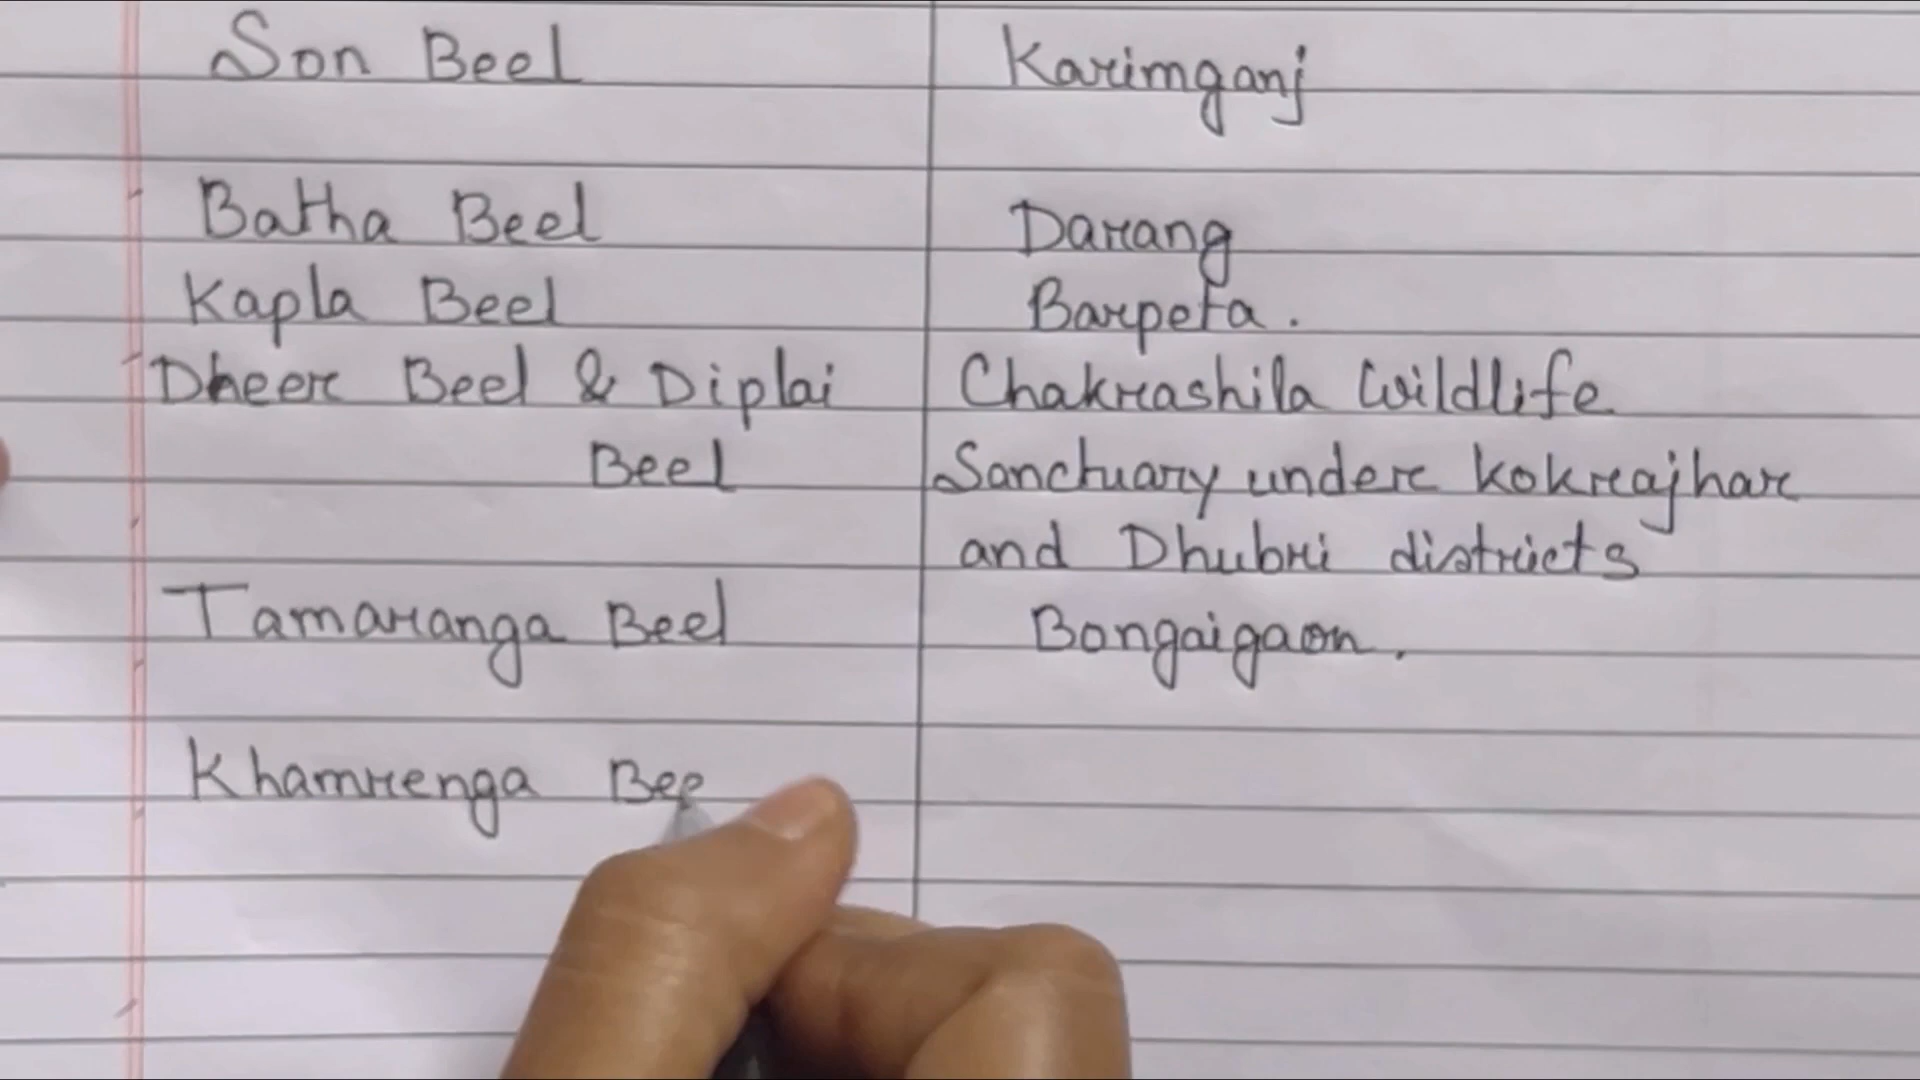 Son Beel Karimganj
Batha Beel Darang
Kapla Beel Barpeta.
Dheer Beel & Diplai Chakrashila Wildlife
Beel Sanctuary under Kokrajhar
and Dhubri districts
Tamaranga Beel Bongaigaon.
Khamrenga Bee